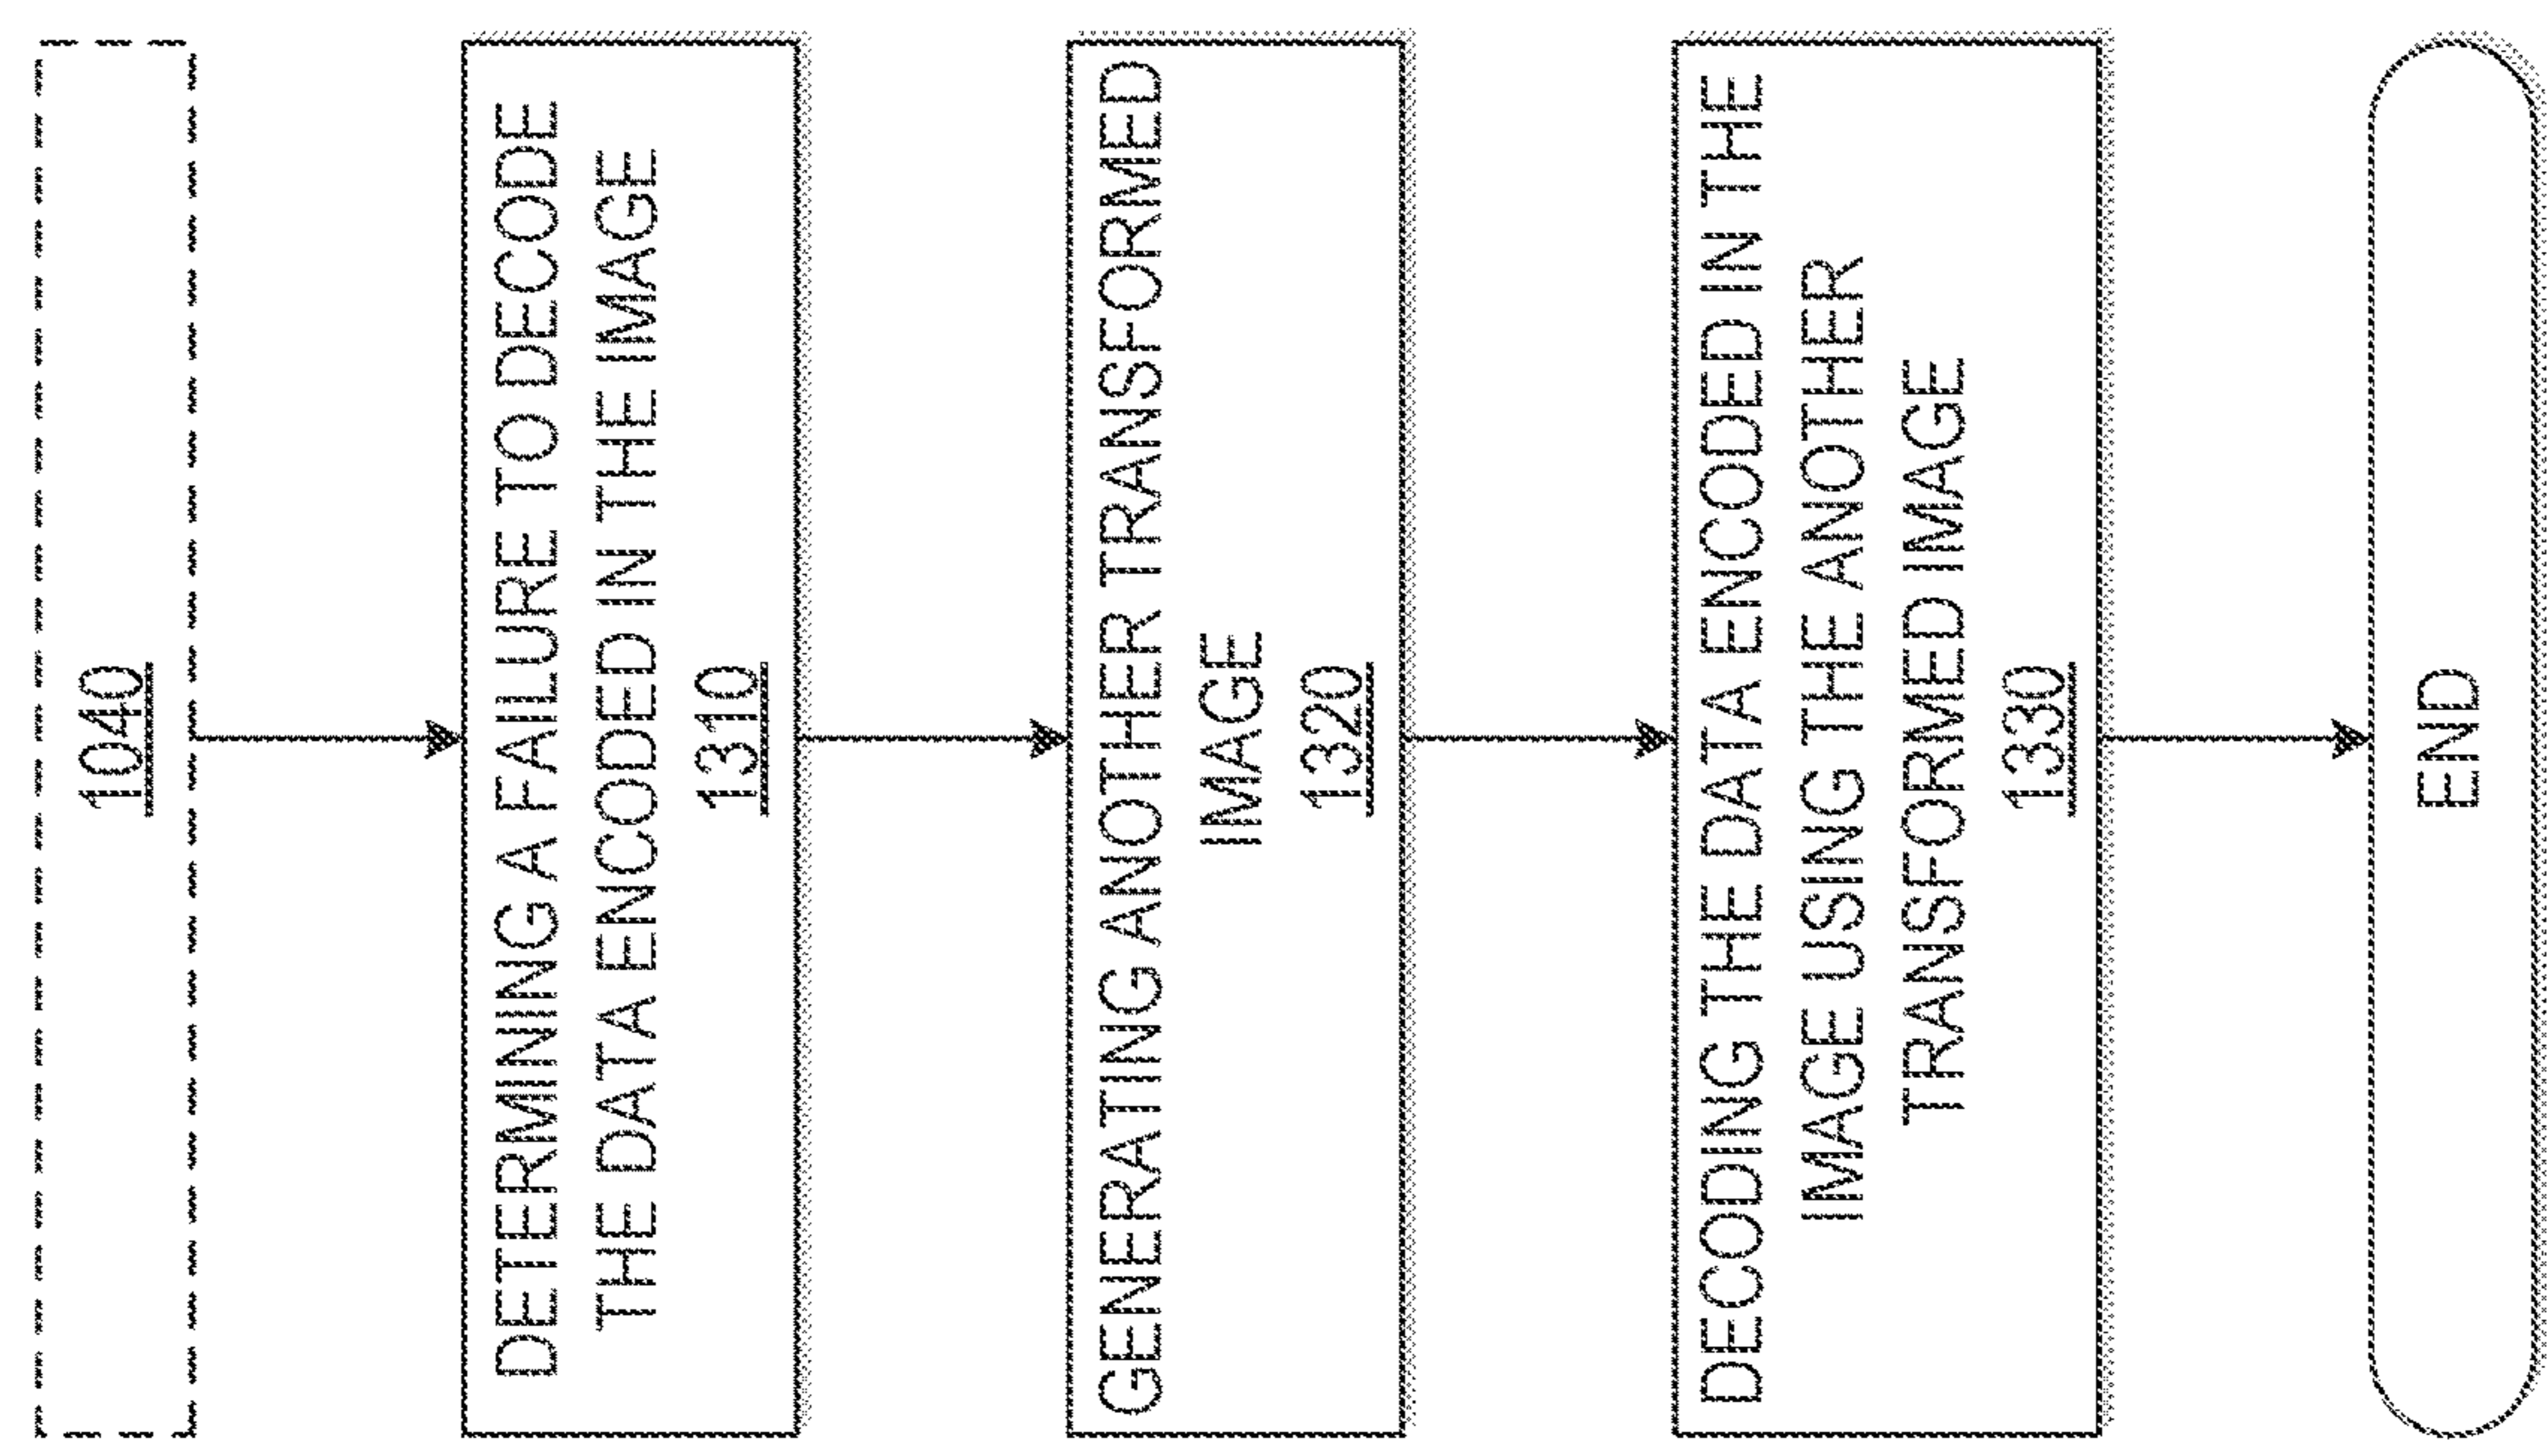 1040
DETERMINING A FAILURE TO DECODE
THE DATA ENCODED IN THE IMAGE
1310
GENERATING ANOTHER TRANSFORMED
IMAGE
1320
DECODING THE DATA ENCODED IN THE
IMAGE USING THE ANOTHER
TRANSFORMED IMAGE
1330
END